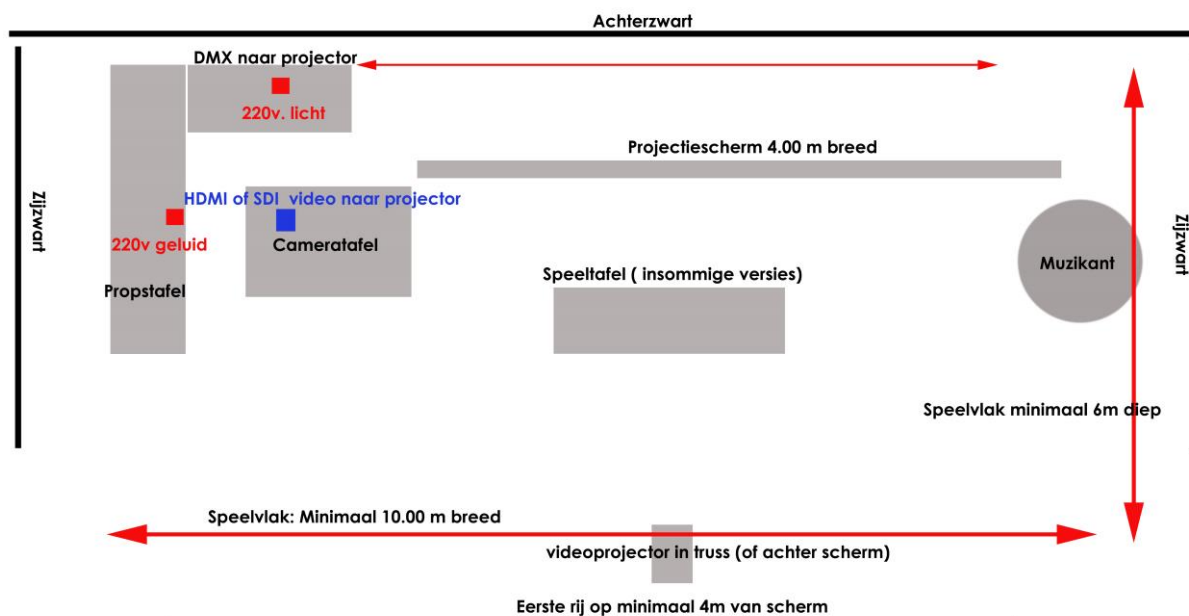 Achterzwart
DMX naar projector
220v. licht
Projectiescherm 4.00 m breed
Zijzwart
HDMI of SDI  video naar projector
Zijzwart
220v geluid
Cameratafel
Muzikant
Speeltafel ( insommige versies)
Propstafel
Speelvlak minimaal 6m diep
Speelvlak: Minimaal 10.00 m breed
videoprojector in truss (of achter scherm)
Eerste rij op minimaal 4m van scherm